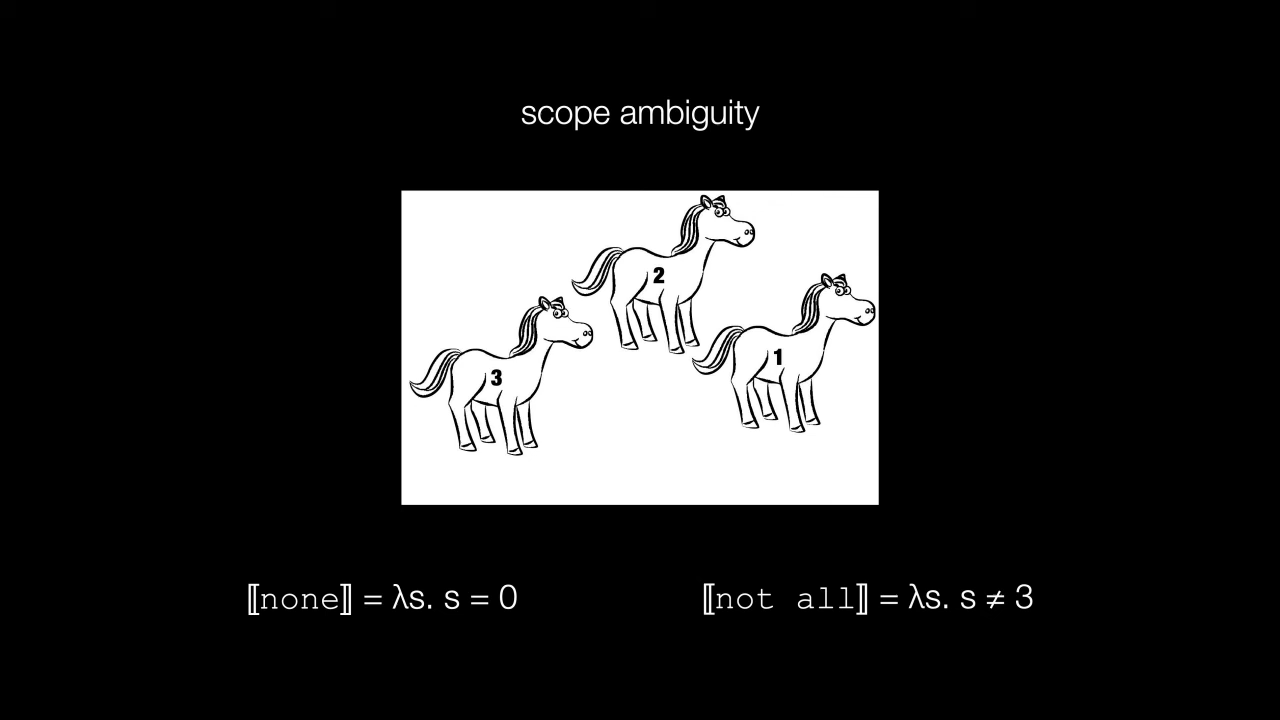 scope ambiguity
2
1
3
⟦none⟧ = λs. s = 0
⟦not all⟧ = λs. s ≠ 3